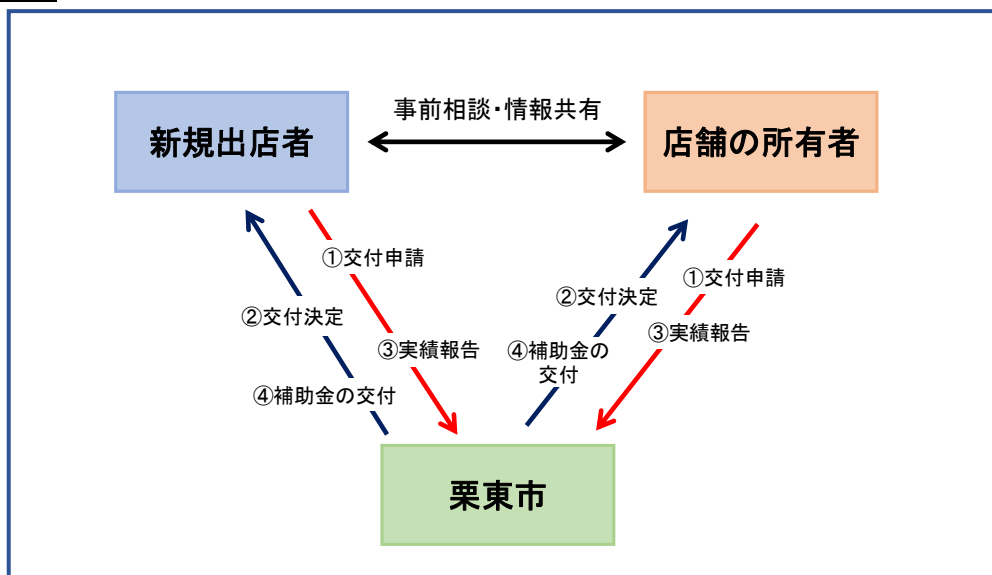 事前相談・情報共有
新規出店者
店舗の所有者
①交付申請
②交付決定
③実績報告
④補助金の交付
①交付申請
②交付決定
③実績報告
④補助金の
交付
栗東市